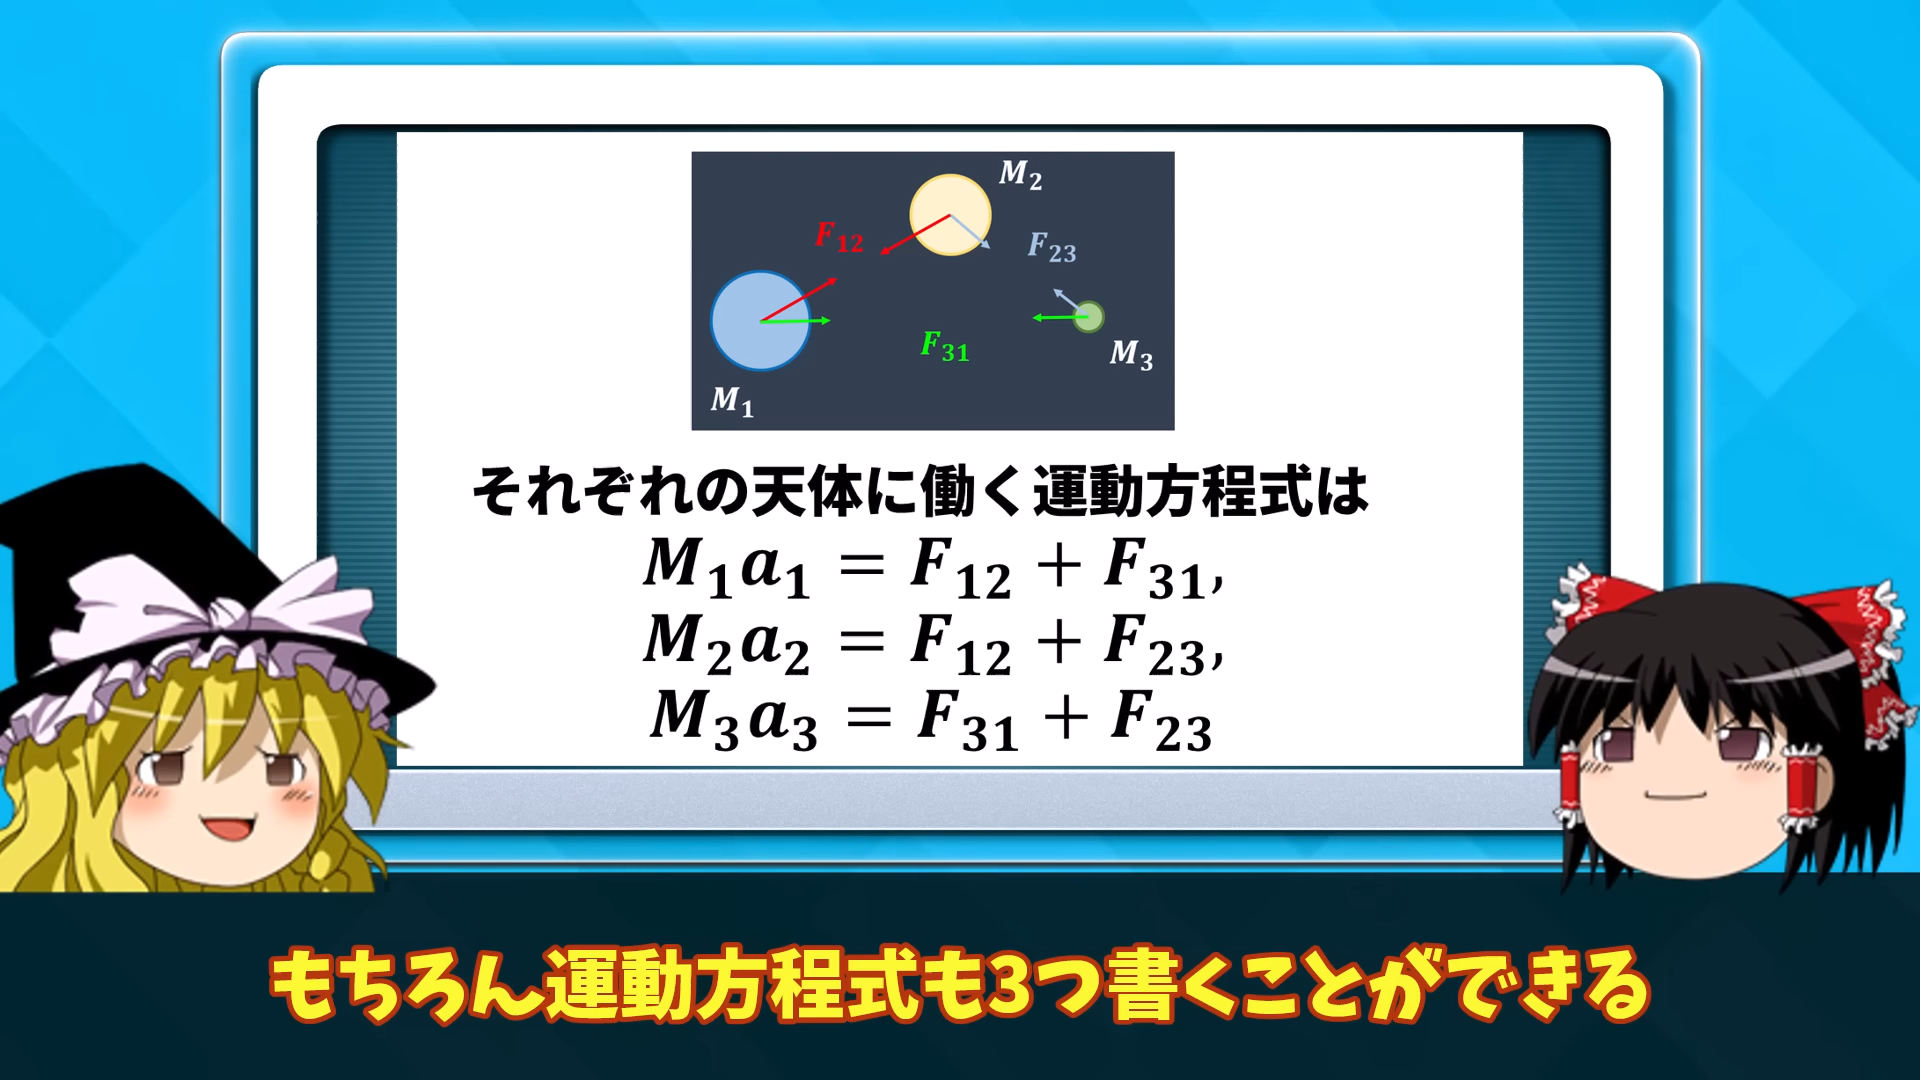 M₂
F₁₂
F₂₃
F₃₁
M₃
M₁
それぞれの天体に働く運動方程式は
M₁a₁ = F₁₂ + F₃₁,
M₂a₂ = F₁₂ + F₂₃,
M₃a₃ = F₃₁ + F₂₃
もちろん運動方程式も3つ書くことができる